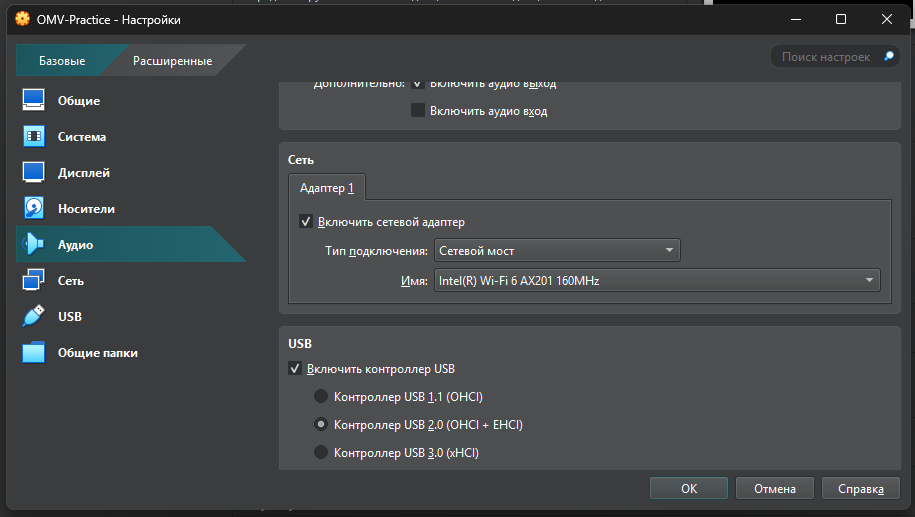 OMV-Practice - Настройки
Базовые
Расширенные
Поиск настроек
Общие
Система
Дисплей
Носители
Аудио
Сеть
USB
Общие папки
Дополнительно:
Включить аудио выход
Включить аудио вход
Сеть
Адаптер 1
Включить сетевой адаптер
Тип подключения:
Сетевой мост
Имя:
Intel(R) Wi-Fi 6 AX201 160MHz
USB
Включить контроллер USB
Контроллер USB 1.1 (OHCI)
Контроллер USB 2.0 (OHCI + EHCI)
Контроллер USB 3.0 (xHCI)
OK
Отмена
Справка